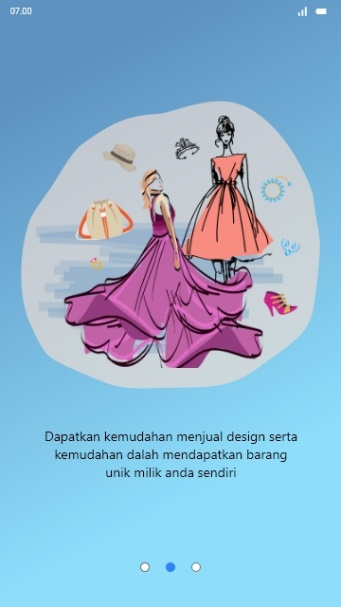 07.00
Dapatkan kemudahan menjual design serta
kemudahan dalah mendapatkan barang
unik milik anda sendiri